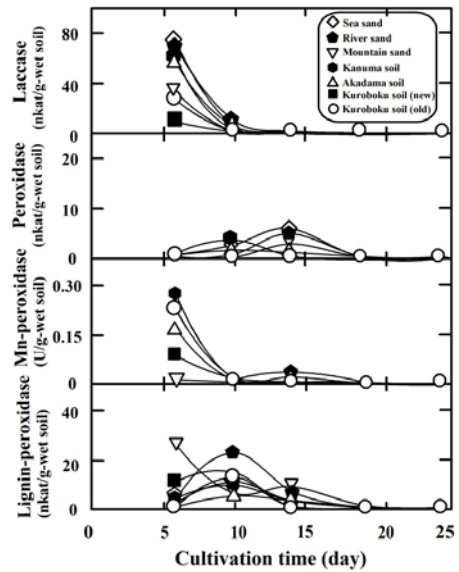 Laccase
(nkat/g-wet soil)
80
40
0
Sea sand
River sand
Mountain sand
Kanuma soil
Akadama soil
Kuroboku soil (new)
Kuroboku soil (old)
Peroxidase
(nkat/g-wet soil)
20
10
0
Mn-peroxidase
(U/g-wet soil)
0.30
0.15
0
Lignin-peroxidase
(nkat/g-wet soil)
40
20
0
0 5 10 15 20 25
Cultivation time (day)